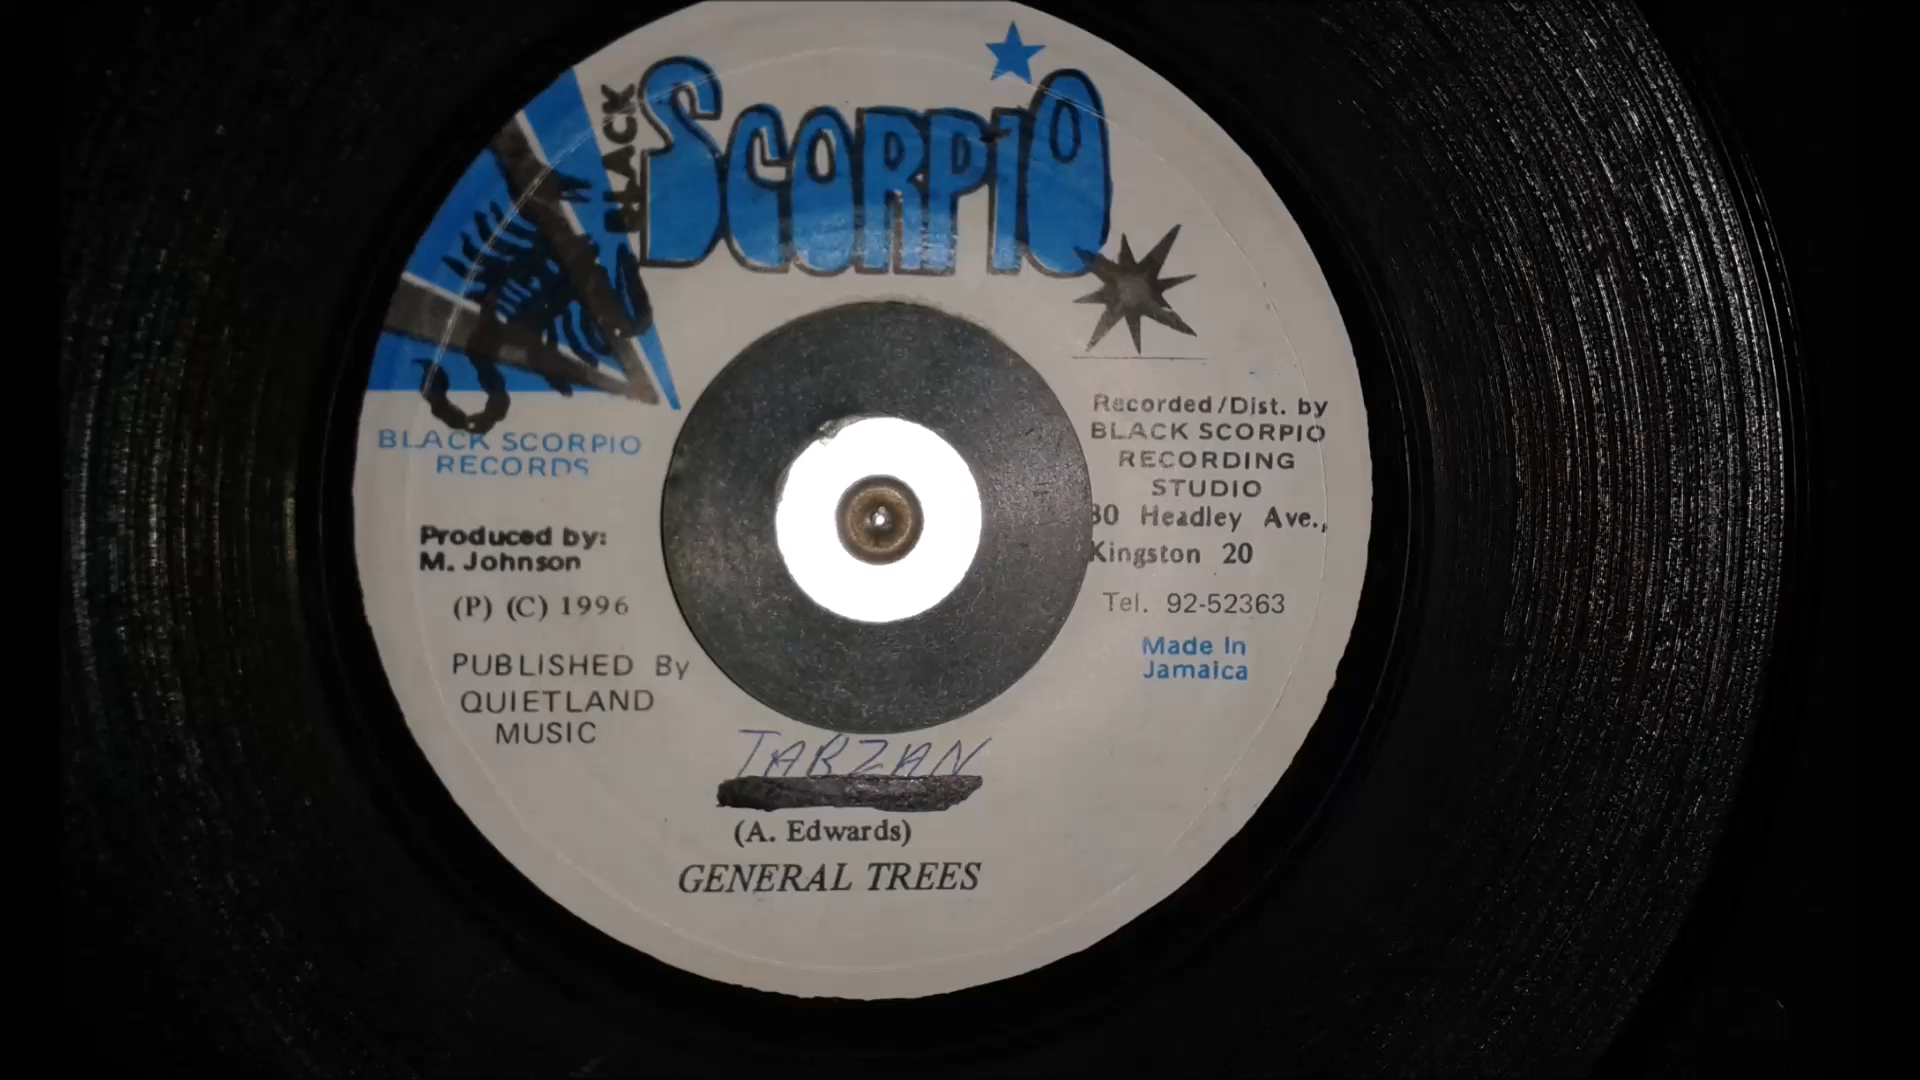 BLACK
SCORPIO
BLACK SCORPIO
RECORDS
Produced by:
M. Johnson
(P) (C) 1996
PUBLISHED By
QUIETLAND
MUSIC
Recorded/Dist. by
BLACK SCORPIO
RECORDING
STUDIO
30 Headley Ave.,
Kingston 20
Tel. 92-52363
Made In
Jamaica
TARZAN
(A. Edwards)
GENERAL TREES